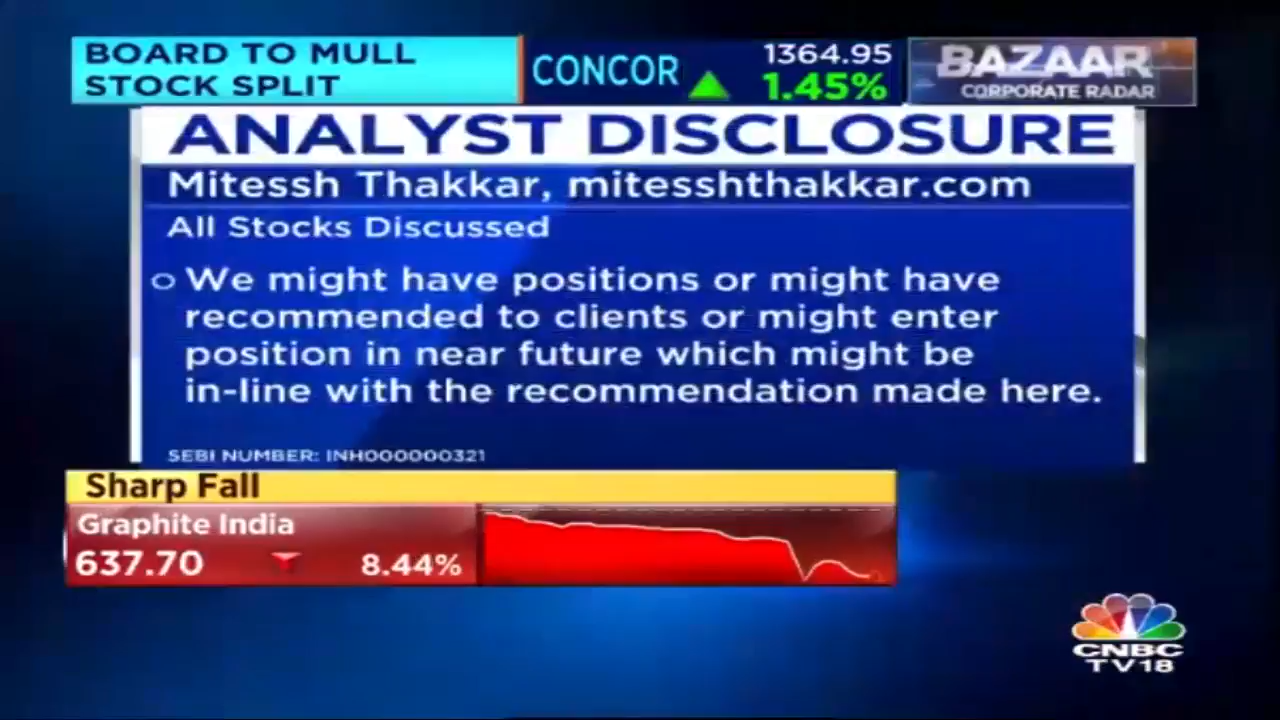 BOARD TO MULL
STOCK SPLIT
CONCOR
1364.95
1.45%
BAZAAR
CORPORATE RADAR
ANALYST DISCLOSURE
Mitessh Thakkar, mitesshthakkar.com
All Stocks Discussed
We might have positions or might have
recommended to clients or might enter
position in near future which might be
in-line with the recommendation made here.
SEBI NUMBER: INH000000321
Sharp Fall
Graphite India
637.70
8.44%
CNBC
TV18